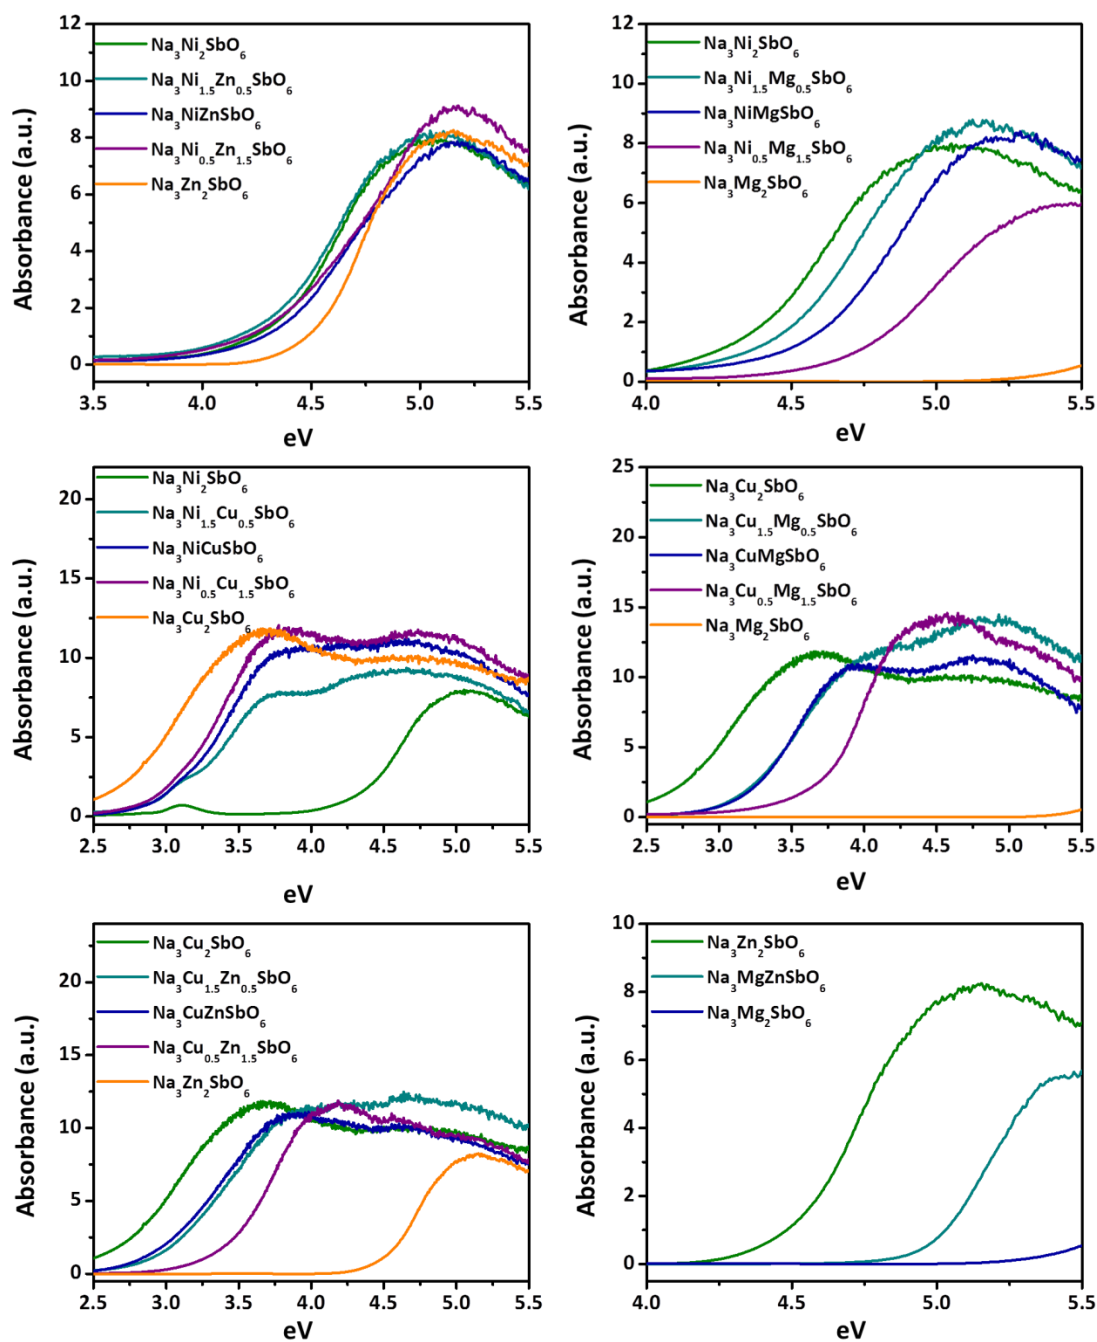 12
10
8
6
4
2
0
Absorbance (a.u.)
Na₃Ni₂SbO₆
Na₃Ni₁.₅Zn₀.₅SbO₆
Na₃NiZnSbO₆
Na₃Ni₀.₅Zn₁.₅SbO₆
Na₃Zn₂SbO₆
3.5 4.0 4.5 5.0 5.5
eV
12
10
8
6
4
2
0
Absorbance (a.u.)
Na₃Ni₂SbO₆
Na₃Ni₁.₅Mg₀.₅SbO₆
Na₃NiMgSbO₆
Na₃Ni₀.₅Mg₁.₅SbO₆
Na₃Mg₂SbO₆
4.0 4.5 5.0 5.5
eV
20
15
10
5
0
Absorbance (a.u.)
Na₃Ni₂SbO₆
Na₃Ni₁.₅Cu₀.₅SbO₆
Na₃NiCuSbO₆
Na₃Ni₀.₅Cu₁.₅SbO₆
Na₃Cu₂SbO₆
2.5 3.0 3.5 4.0 4.5 5.0 5.5
eV
25
20
15
10
5
0
Absorbance (a.u.)
Na₃Cu₂SbO₆
Na₃Cu₁.₅Mg₀.₅SbO₆
Na₃CuMgSbO₆
Na₃Cu₀.₅Mg₁.₅SbO₆
Na₃Mg₂SbO₆
2.5 3.0 3.5 4.0 4.5 5.0 5.5
eV
20
15
10
5
0
Absorbance (a.u.)
Na₃Cu₂SbO₆
Na₃Cu₁.₅Zn₀.₅SbO₆
Na₃CuZnSbO₆
Na₃Cu₀.₅Zn₁.₅SbO₆
Na₃Zn₂SbO₆
2.5 3.0 3.5 4.0 4.5 5.0 5.5
eV
10
8
6
4
2
0
Absorbance (a.u.)
Na₃Zn₂SbO₆
Na₃MgZnSbO₆
Na₃Mg₂SbO₆
4.0 4.5 5.0 5.5
eV